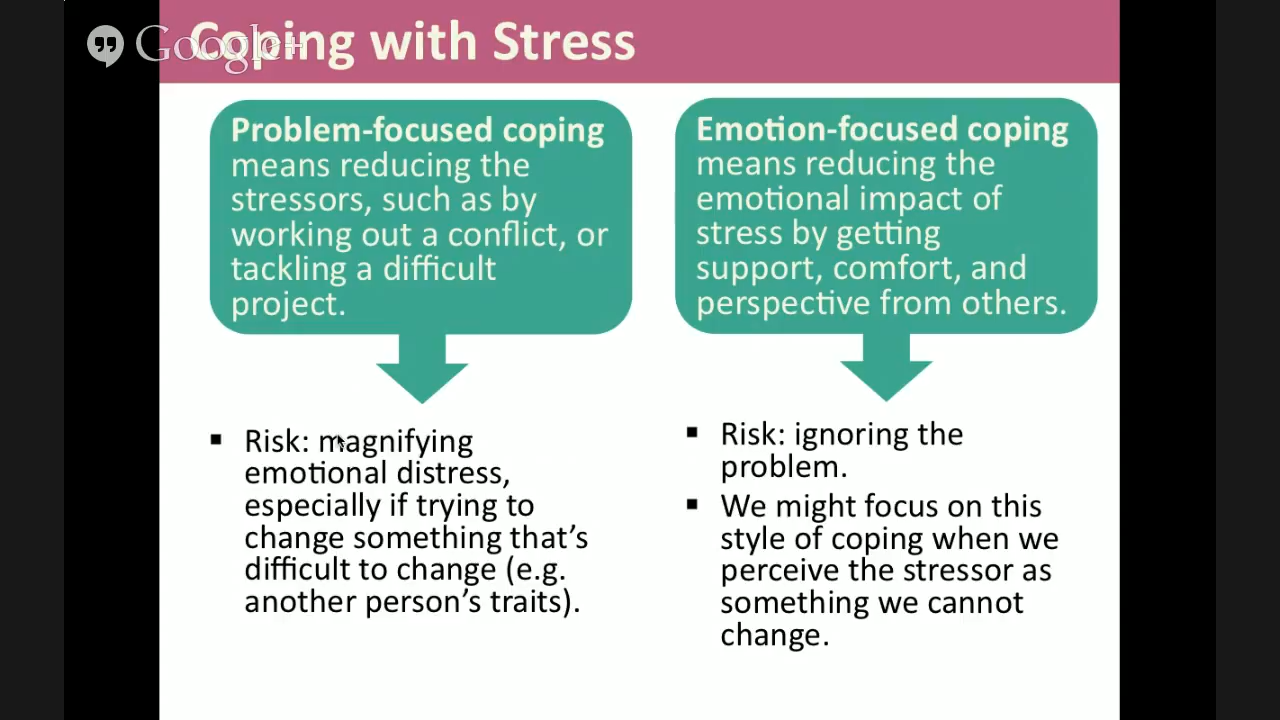 Coping with Stress
Google+
Problem-focused coping
means reducing the
stressors, such as by
working out a conflict, or
tackling a difficult
project.
Risk: magnifying
emotional distress,
especially if trying to
change something that’s
difficult to change (e.g.
another person’s traits).
Emotion-focused coping
means reducing the
emotional impact of
stress by getting
support, comfort, and
perspective from others.
Risk: ignoring the
problem.
We might focus on this
style of coping when we
perceive the stressor as
something we cannot
change.